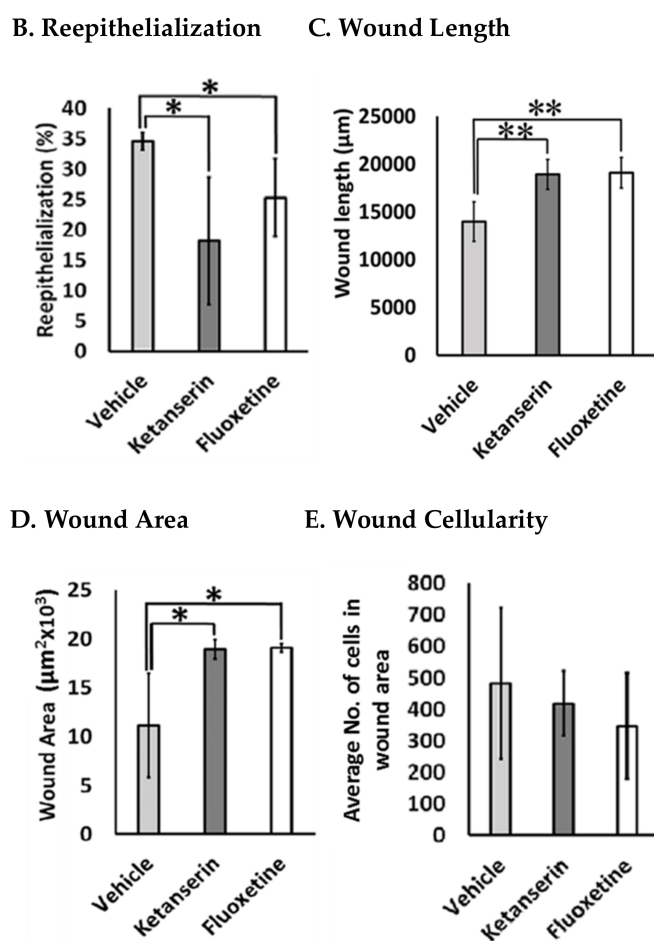 B. Reepithelialization
C. Wound Length
Reepithelialization (%)
40
35
30
25
20
15
10
5
0
*
*
Vehicle
Ketanserin
Fluoxetine
Wound length (µm)
25000
20000
15000
10000
5000
0
**
**
Vehicle
Ketanserin
Fluoxetine
D. Wound Area
E. Wound Cellularity
Wound Area (µm²x10³)
25
20
15
10
5
0
*
*
Vehicle
Ketanserin
Fluoxetine
Average No. of cells in
wound area
800
700
600
500
400
300
200
100
0
Vehicle
Ketanserin
Fluoxetine